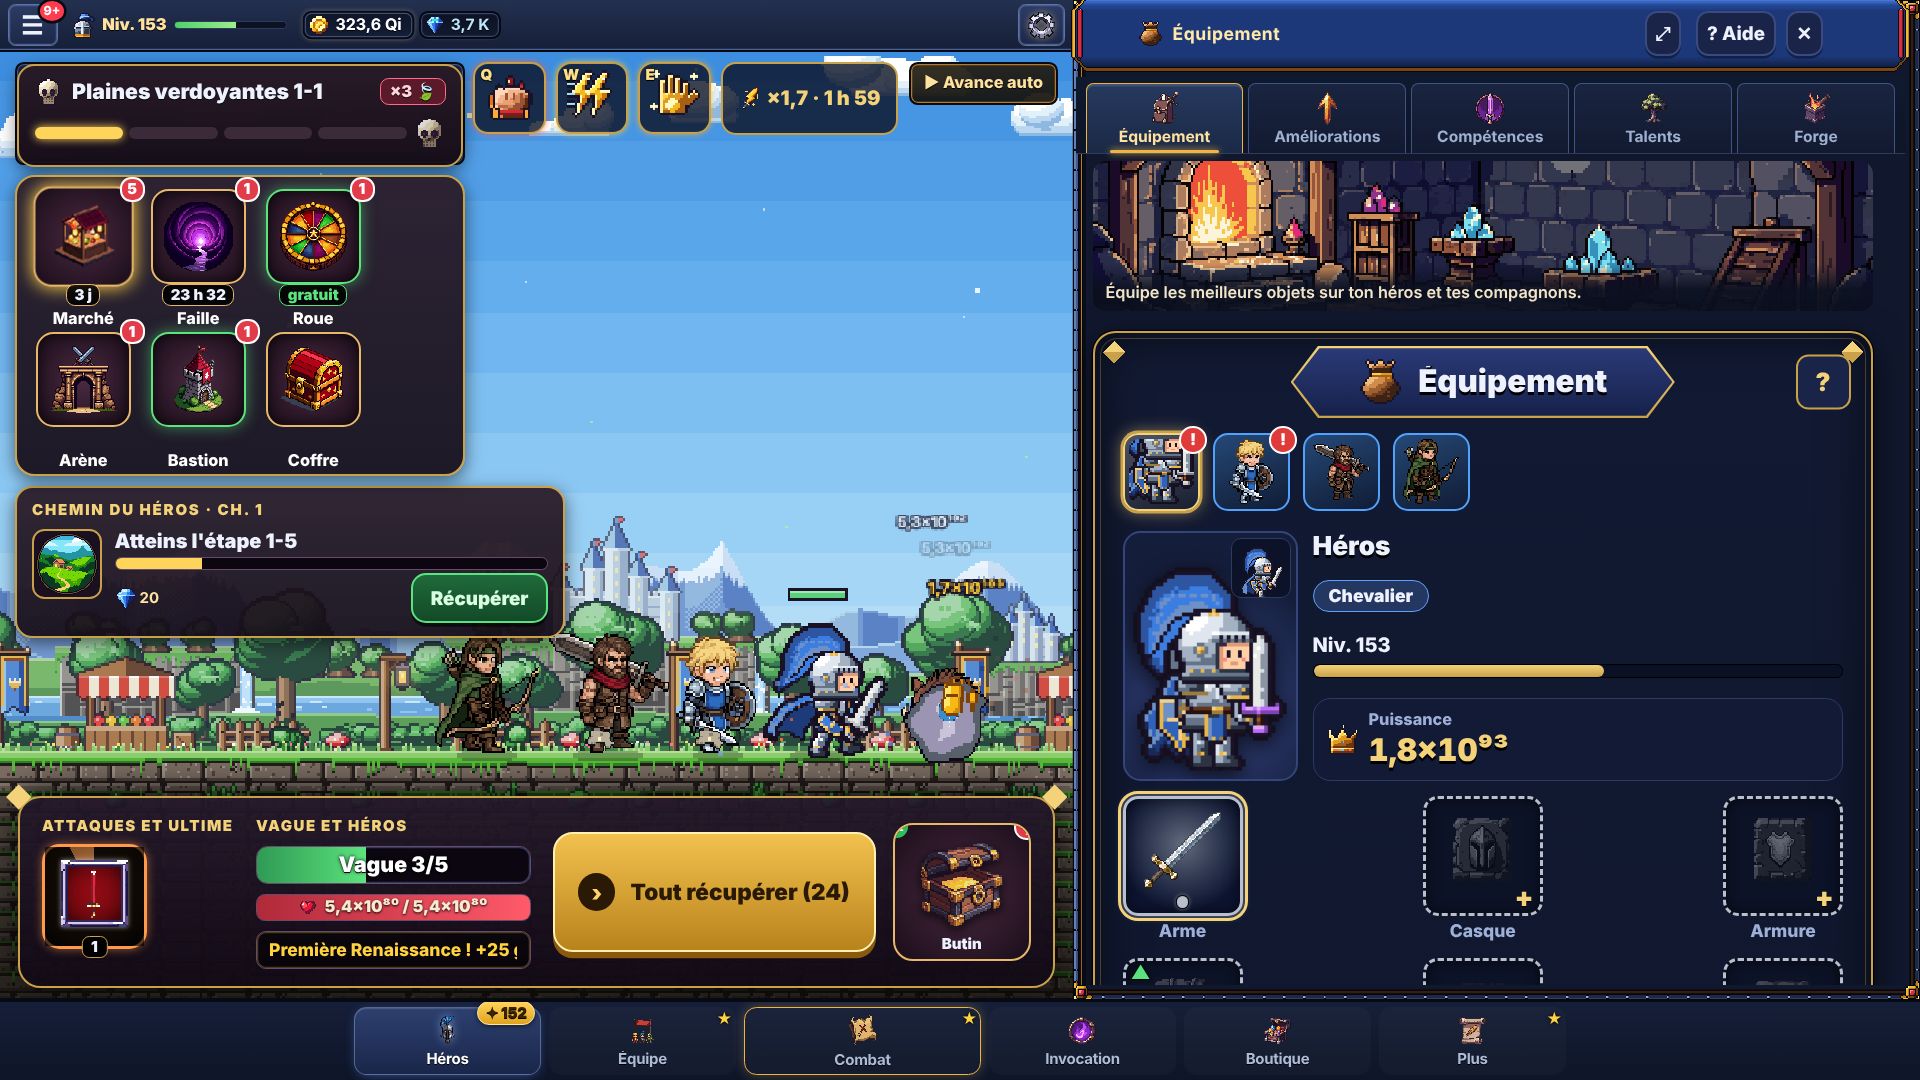 9+
Niv. 153
323,6 Qi
3,7 K
Plaines verdoyantes 1-1
×3
Q
W
E
×1,7 · 1 h 59
Avance auto
5
1
1
3 j
23 h 32
gratuit
Marché
Faille
Roue
1
1
Arène
Bastion
Coffre
CHEMIN DU HÉROS · CH. 1
Atteins l'étape 1-5
20
Récupérer
ATTAQUES ET ULTIME
1
VAGUE ET HÉROS
Vague 3/5
5,4×10⁸⁰ / 5,4×10⁸⁰
Première Renaissance ! +25
Tout récupérer (24)
Butin
Équipement
? Aide
×
Équipement
Améliorations
Compétences
Talents
Forge
Équipe les meilleurs objets sur ton héros et tes compagnons.
Équipement
?
!
!
Héros
Chevalier
Niv. 153
Puissance
1,8×10⁹³
Arme
Casque
Armure
152
Héros
Équipe
Combat
Invocation
Boutique
Plus